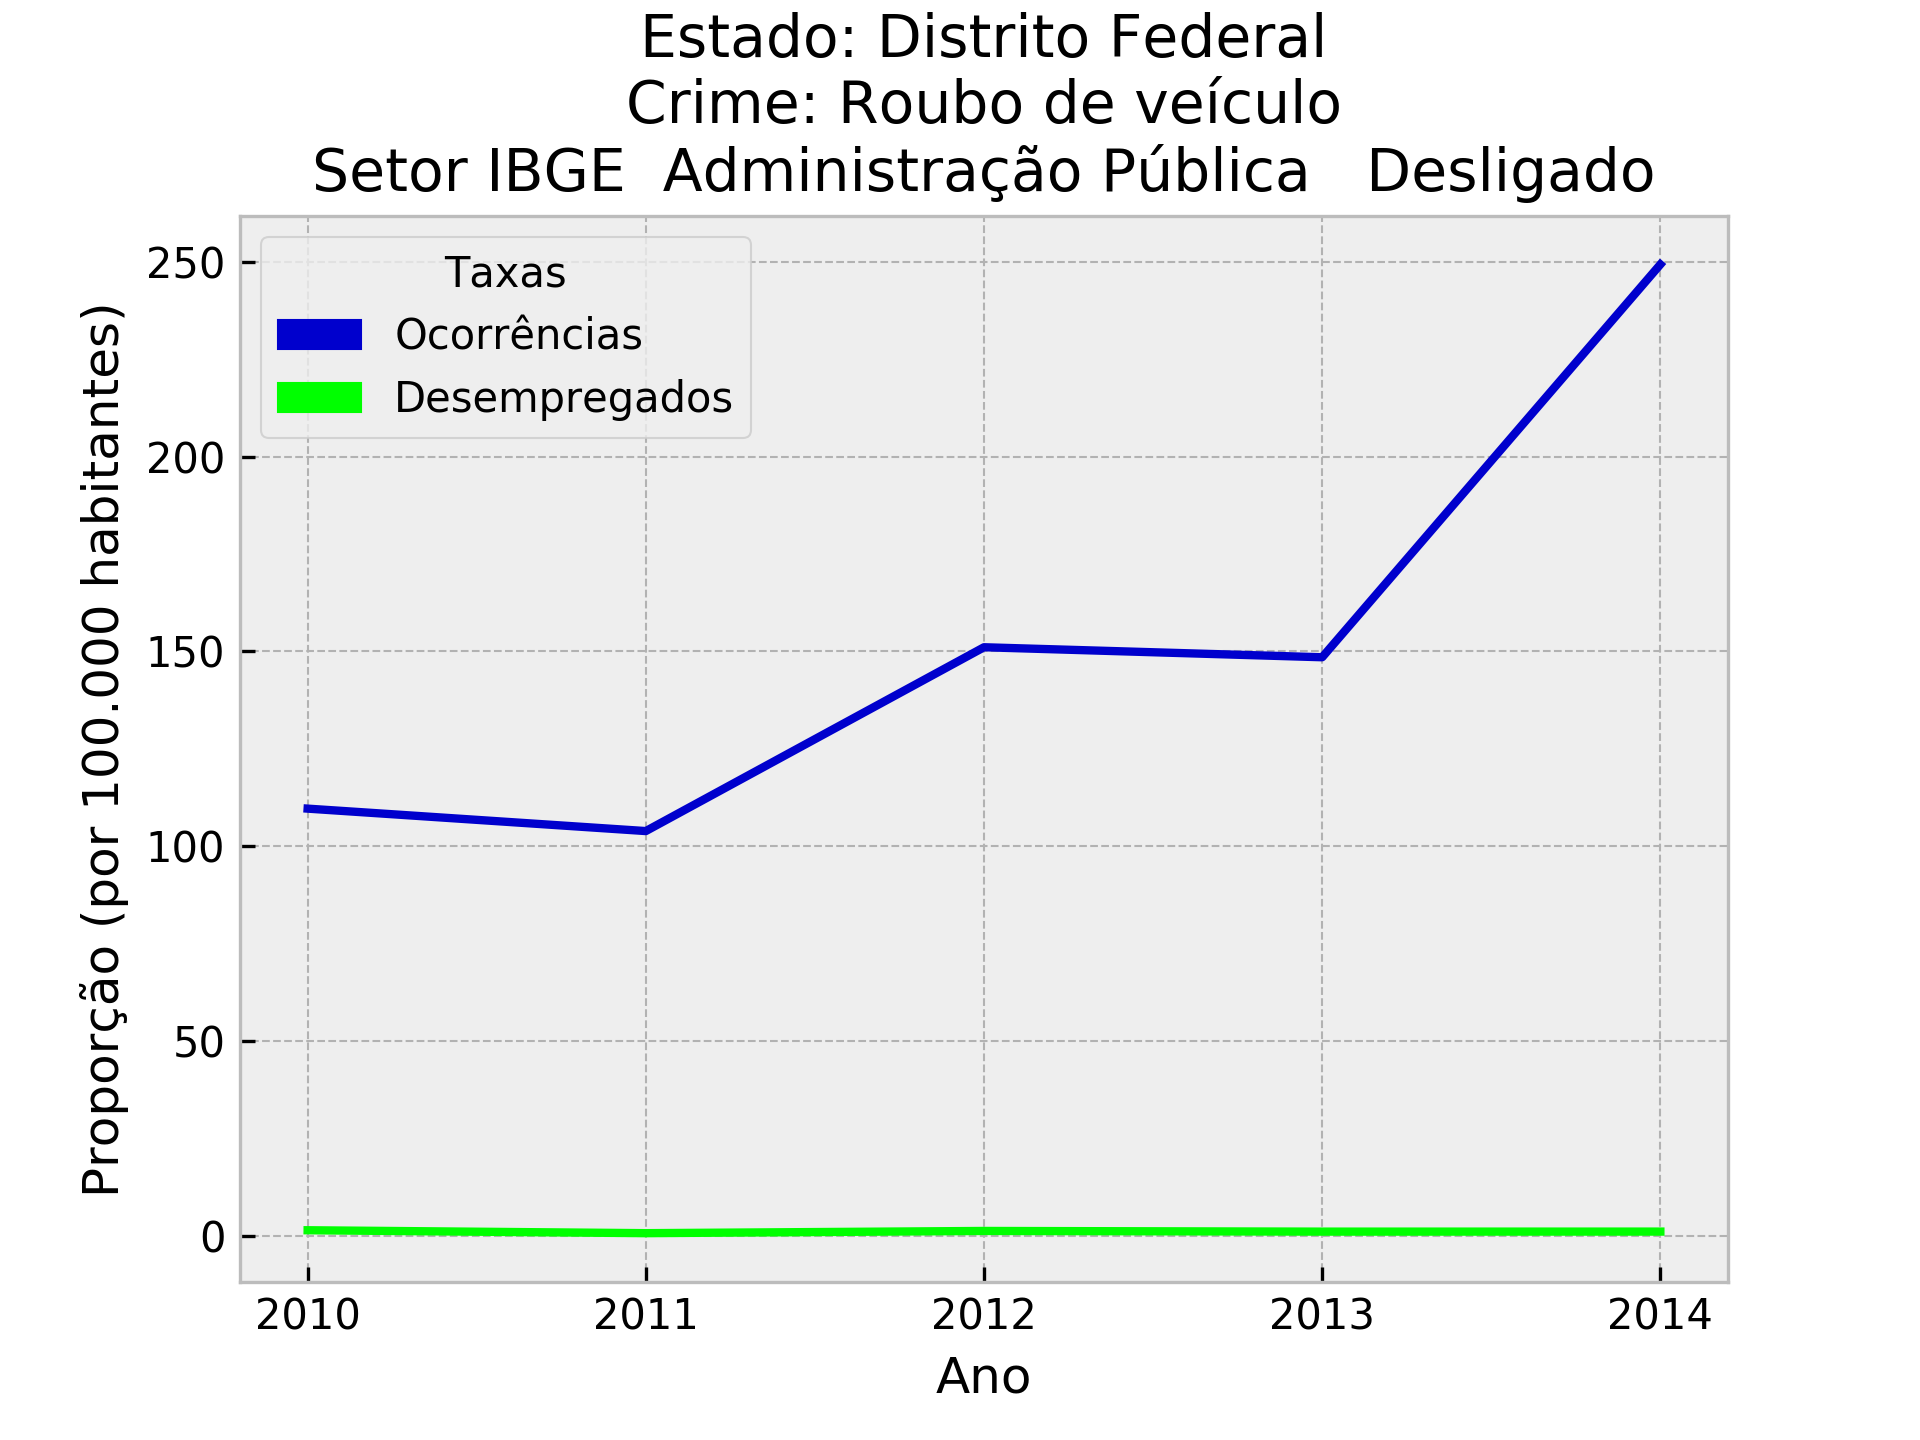 Estado: Distrito Federal
Crime: Roubo de veículo
Setor IBGE  Administração Pública   Desligado
Proporção (por 100.000 habitantes)
250
200
150
100
50
0
Taxas
Ocorrências
Desempregados
2010 2011 2012 2013 2014
Ano